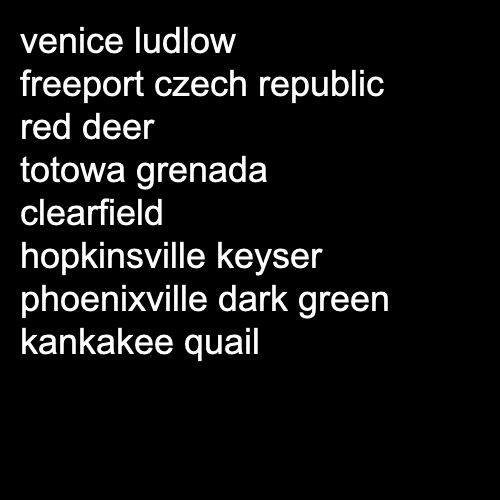 venice ludlow
freeport czech republic
red deer
totowa grenada
clearfield
hopkinsville keyser
phoenixville dark green
kankakee quail